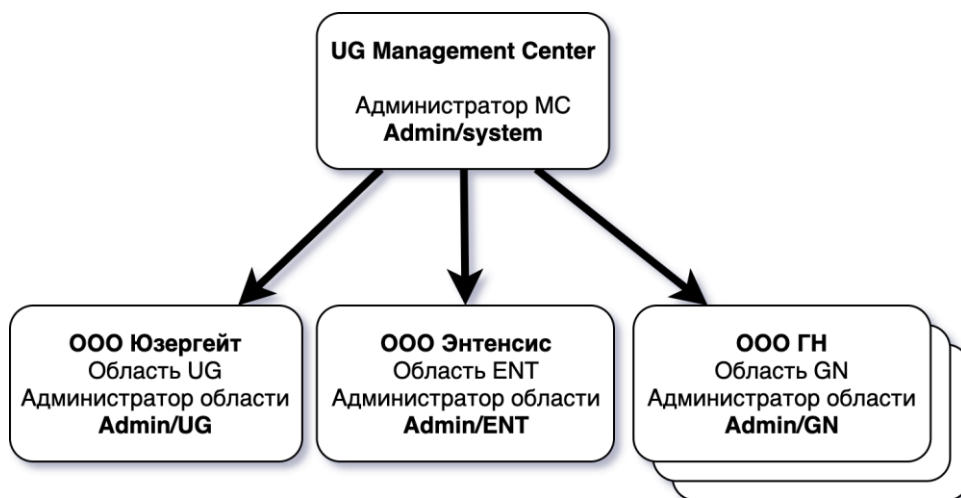 UG Management Center
Администратор МС
Admin/system
ООО Юзергейт
Область UG
Администратор области
Admin/UG
ООО Энтенсис
Область ENT
Администратор области
Admin/ENT
ООО ГН
Область GN
Администратор области
Admin/GN